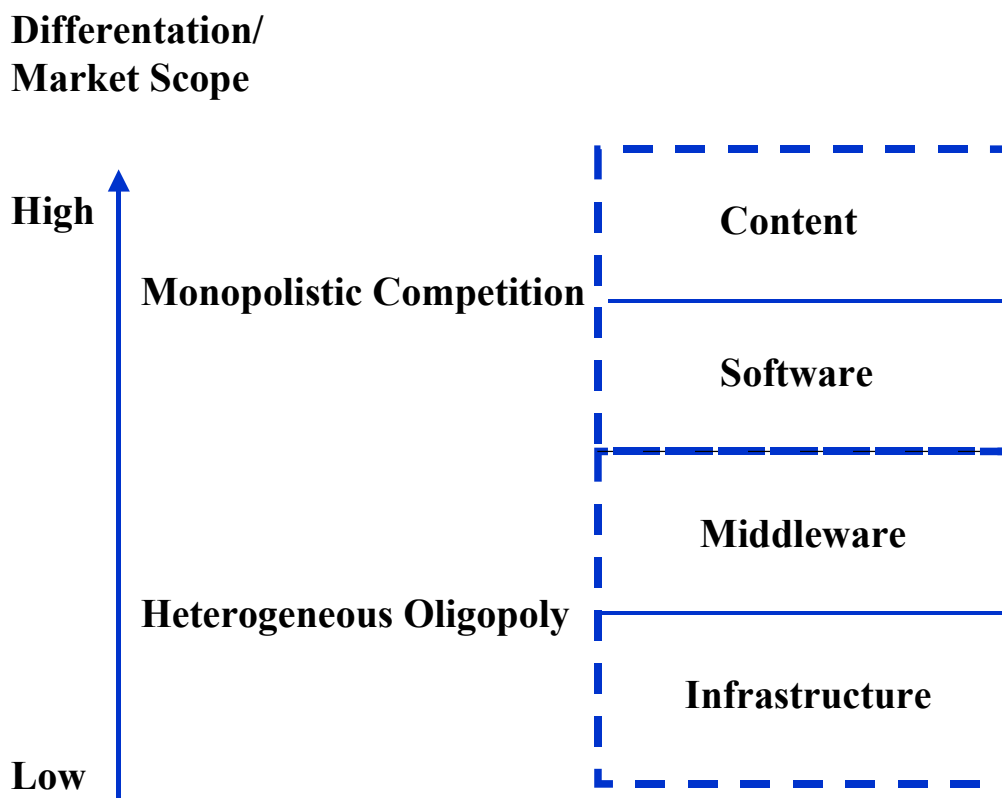 Differentation/
Market Scope
High
Content
Monopolistic Competition
Software
Middleware
Heterogeneous Oligopoly
Infrastructure
Low